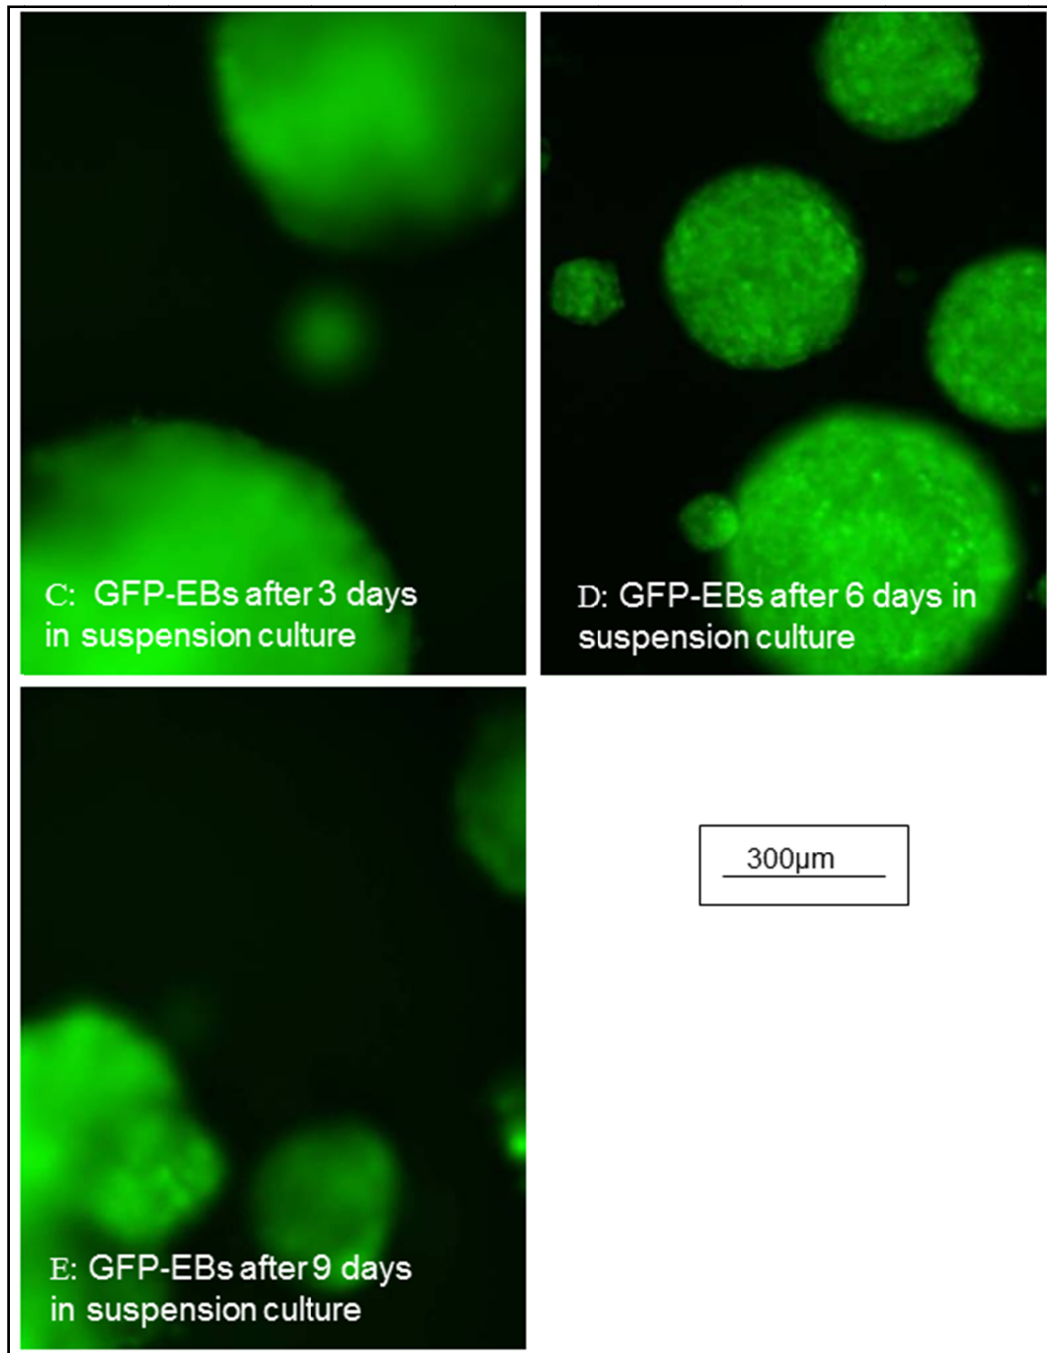 C: GFP-EBs after 3 days
in suspension culture
D: GFP-EBs after 6 days in
suspension culture
E: GFP-EBs after 9 days
in suspension culture
300µm